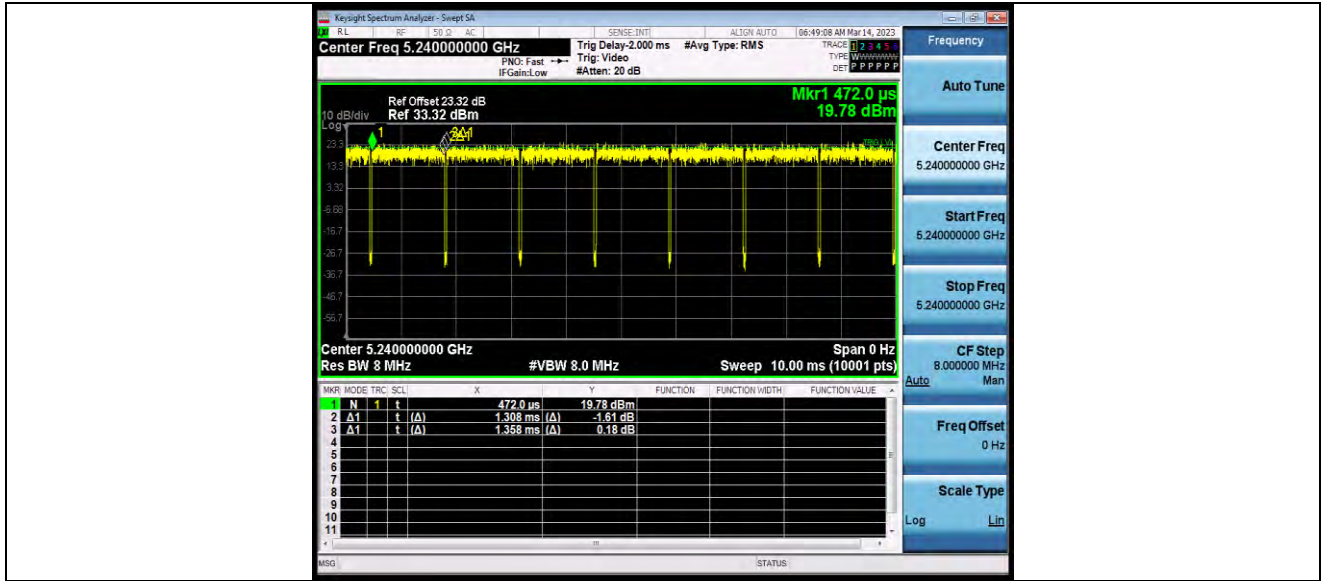 Keysight Spectrum Analyzer - Swept SA
RL RF 50 Ω AC SENSE:INT ALIGN AUTO 06:49:08 AM Mar 14, 2023
Center Freq 5.240000000 GHz
PNO: Fast
IFGain:Low
Trig Delay-2.000 ms
Trig: Video
#Atten: 20 dB
#Avg Type: RMS
TRACE 1 2 3 4 5 6
TYPE WWWWWW
DET P P P P P P
Mkr1 472.0 µs
19.78 dBm
Ref Offset 23.32 dB
10 dB/div Ref 33.32 dBm
Log
1
23.3
13.3
3.32
-6.68
-16.7
-26.7
-36.7
-46.7
-56.7
Center 5.240000000 GHz Span 0 Hz
Res BW 8 MHz #VBW 8.0 MHz Sweep 10.00 ms (10001 pts)
MKR MODE TRC SCL X Y FUNCTION FUNCTION WIDTH FUNCTION VALUE
1 N 1 t 472.0 µs 19.78 dBm
2 Δ1 t (Δ) 1.308 ms (Δ) -1.61 dB
3 Δ1 t (Δ) 1.358 ms (Δ) 0.18 dB
4
5
6
7
8
9
10
11
MSG STATUS
Frequency
Auto Tune
Center Freq
5.240000000 GHz
Start Freq
5.240000000 GHz
Stop Freq
5.240000000 GHz
CF Step
8.000000 MHz
Auto Man
Freq Offset
0 Hz
Scale Type
Log Lin